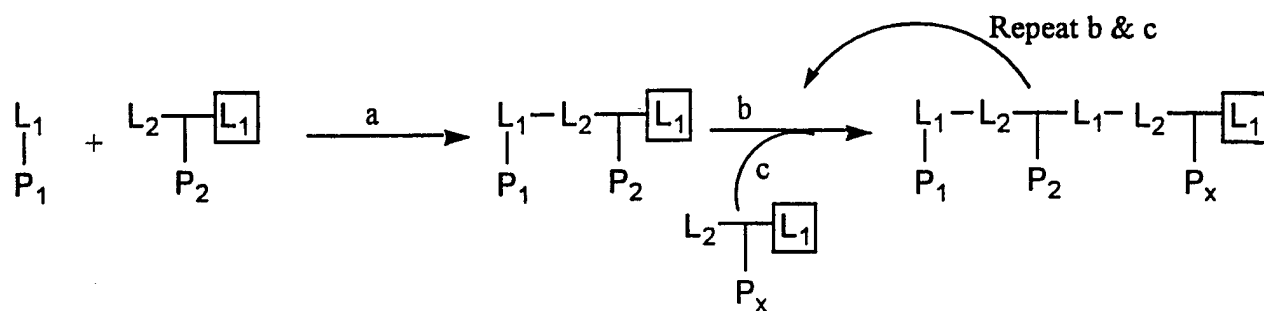 Repeat b & c
L₁ + L₂ L₁ a L₁ L₂ L₁ b L₁ L₂ L₁ L₂ L₁
P₁ P₂ P₁ P₂ c P₁ P₂ Pₓ
L₂ L₁
Pₓ